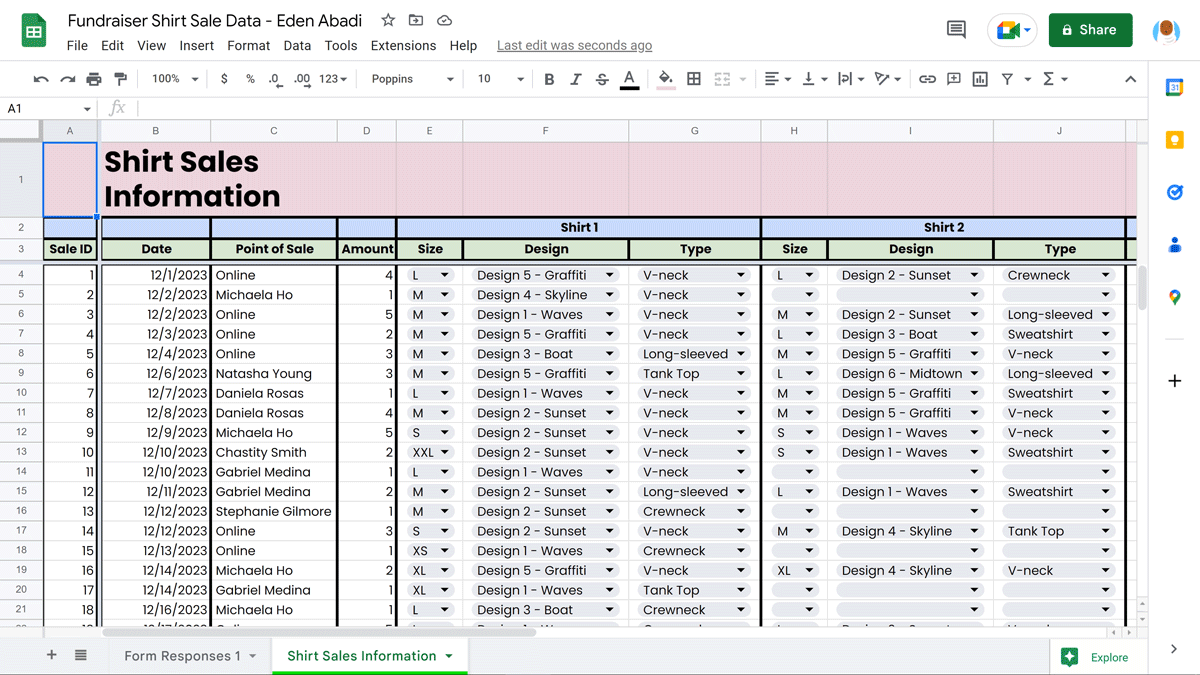 Fundraiser Shirt Sale Data - Eden Abadi
File Edit View Insert Format Data Tools Extensions Help Last edit was seconds ago
Share
100% $ % .0 .00 123 Poppins 10 B I S A
31
A1 fx
A B C D E F G H I J
1 Shirt Sales
Information
2 Shirt 1 Shirt 2
3 Sale ID Date Point of Sale Amount Size Design Type Size Design Type
4 1 12/1/2023 Online 4 L Design 5 - Graffiti V-neck L Design 2 - Sunset Crewneck
5 2 12/2/2023 Michaela Ho 1 M Design 4 - Skyline V-neck
6 3 12/2/2023 Online 5 M Design 1 - Waves V-neck M Design 2 - Sunset Long-sleeved
7 4 12/3/2023 Online 2 M Design 5 - Graffiti V-neck L Design 3 - Boat Sweatshirt
8 5 12/4/2023 Online 3 M Design 3 - Boat Long-sleeved M Design 5 - Graffiti V-neck
9 6 12/6/2023 Natasha Young 3 M Design 5 - Graffiti Tank Top L Design 6 - Midtown Long-sleeved
10 7 12/7/2023 Daniela Rosas 1 L Design 1 - Waves V-neck M Design 5 - Graffiti Sweatshirt
11 8 12/8/2023 Daniela Rosas 4 M Design 2 - Sunset V-neck M Design 5 - Graffiti V-neck
12 9 12/9/2023 Michaela Ho 5 S Design 2 - Sunset V-neck S Design 1 - Waves V-neck
13 10 12/10/2023 Chastity Smith 2 XXL Design 2 - Sunset V-neck S Design 1 - Waves Sweatshirt
14 11 12/10/2023 Gabriel Medina 1 L Design 1 - Waves V-neck
15 12 12/11/2023 Gabriel Medina 2 M Design 2 - Sunset Long-sleeved L Design 1 - Waves Sweatshirt
16 13 12/12/2023 Stephanie Gilmore 1 M Design 2 - Sunset Crewneck
17 14 12/12/2023 Online 3 S Design 2 - Sunset V-neck M Design 4 - Skyline Tank Top
18 15 12/13/2023 Online 1 XS Design 1 - Waves Crewneck
19 16 12/14/2023 Michaela Ho 2 XL Design 5 - Graffiti V-neck XL Design 4 - Skyline V-neck
20 17 12/14/2023 Gabriel Medina 1 XL Design 1 - Waves Tank Top
21 18 12/16/2023 Michaela Ho 1 L Design 3 - Boat Crewneck
Form Responses 1 Shirt Sales Information Explore